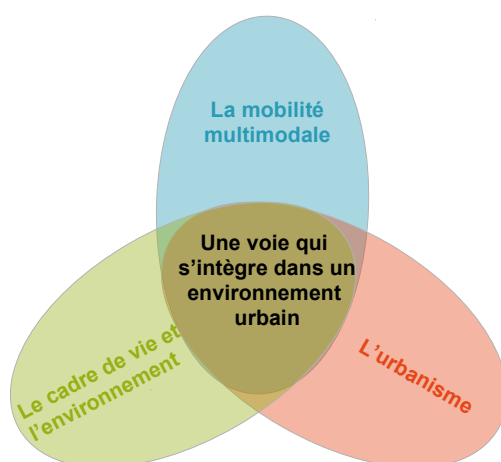 La mobilité
multimodale
Une voie qui
s'intègre dans un
environnement
urbain
Le cadre de vie et
l'environnement
L'urbanisme